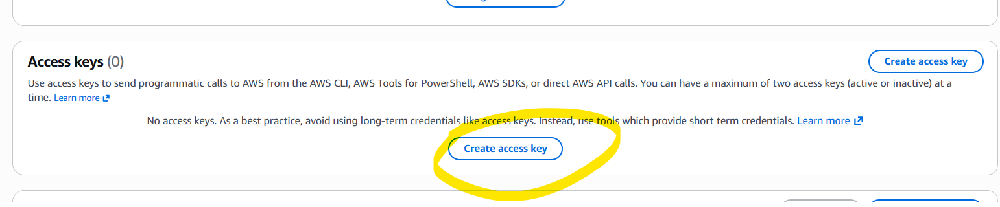 Access keys (0)
Create access key
Use access keys to send programmatic calls to AWS from the AWS CLI, AWS Tools for PowerShell, AWS SDKs, or direct AWS API calls. You can have a maximum of two access keys (active or inactive) at a
time. Learn more
No access keys. As a best practice, avoid using long-term credentials like access keys. Instead, use tools which provide short term credentials. Learn more
Create access key